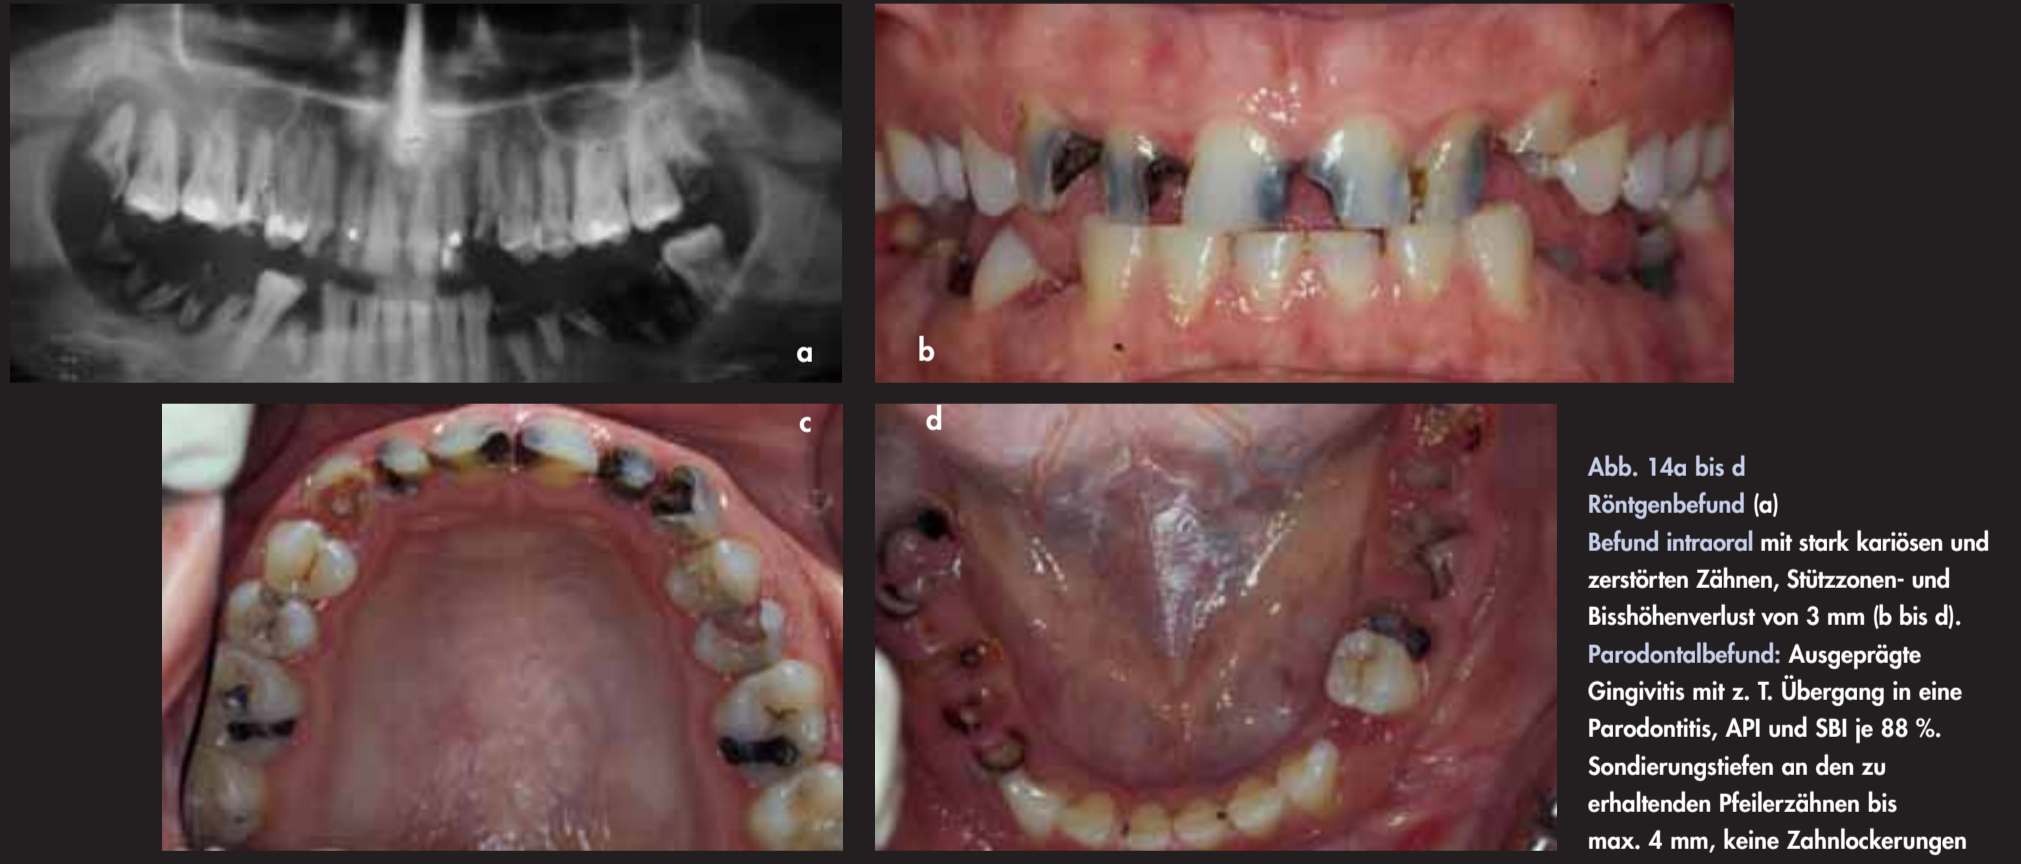 a
b
c
d
Abb. 14a bis d
Röntgenbefund (a)
Befund intraoral mit stark kariösen und
zerstörten Zähnen, Stützzonen- und
Bisshöhenverlust von 3 mm (b bis d).
Parodontalbefund: Ausgeprägte
Gingivitis mit z. T. Übergang in eine
Parodontitis, API und SBI je 88 %.
Sondierungstiefen an den zu
erhaltenden Pfeilerzähnen bis
max. 4 mm, keine Zahnlockerungen